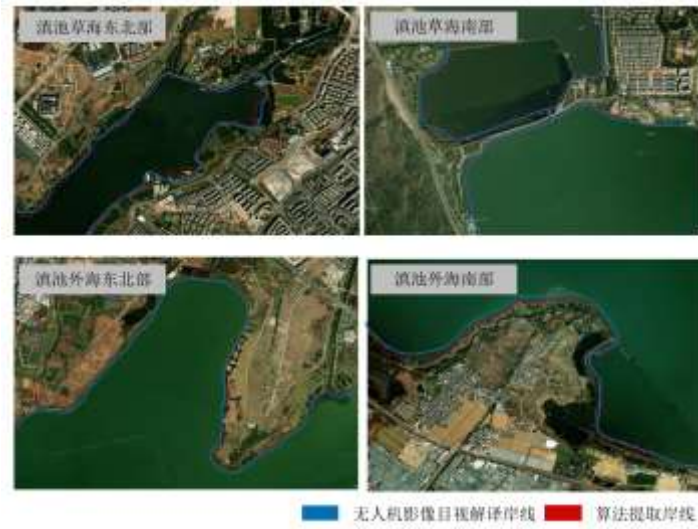 滇池草海东北部
滇池草海南部
滇池外海东北部
滇池外海南部
无人机影像目视解译岸线
算法提取岸线